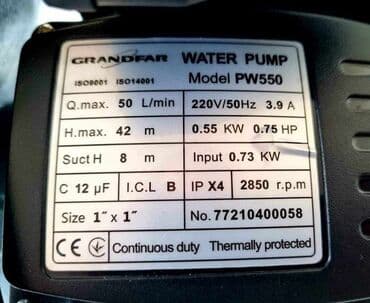 GRANDFAR WATER PUMP
ISO9001 ISO14001 Model PW550
Q.max. 50 L/min 220V/50Hz 3.9 A
H.max. 42 m 0.55 KW 0.75 HP
Suct H 8 m Input 0.73 KW
C 12 µF I.C.L B IP X4 2850 r.p.m
Size 1″ x 1″ No. 77210400058
CE Continuous duty Thermally protected